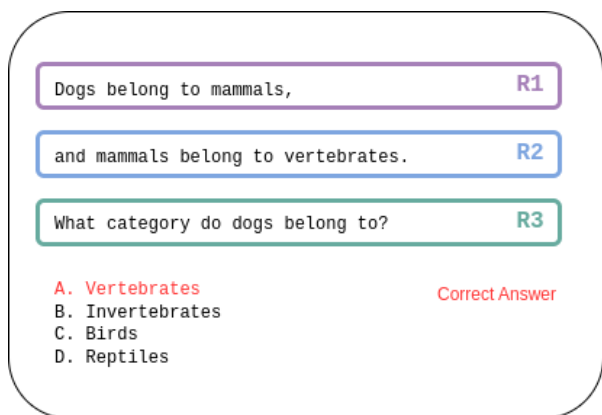 Dogs belong to mammals, R1
and mammals belong to vertebrates. R2
What category do dogs belong to? R3
A. Vertebrates Correct Answer
B. Invertebrates
C. Birds
D. Reptiles